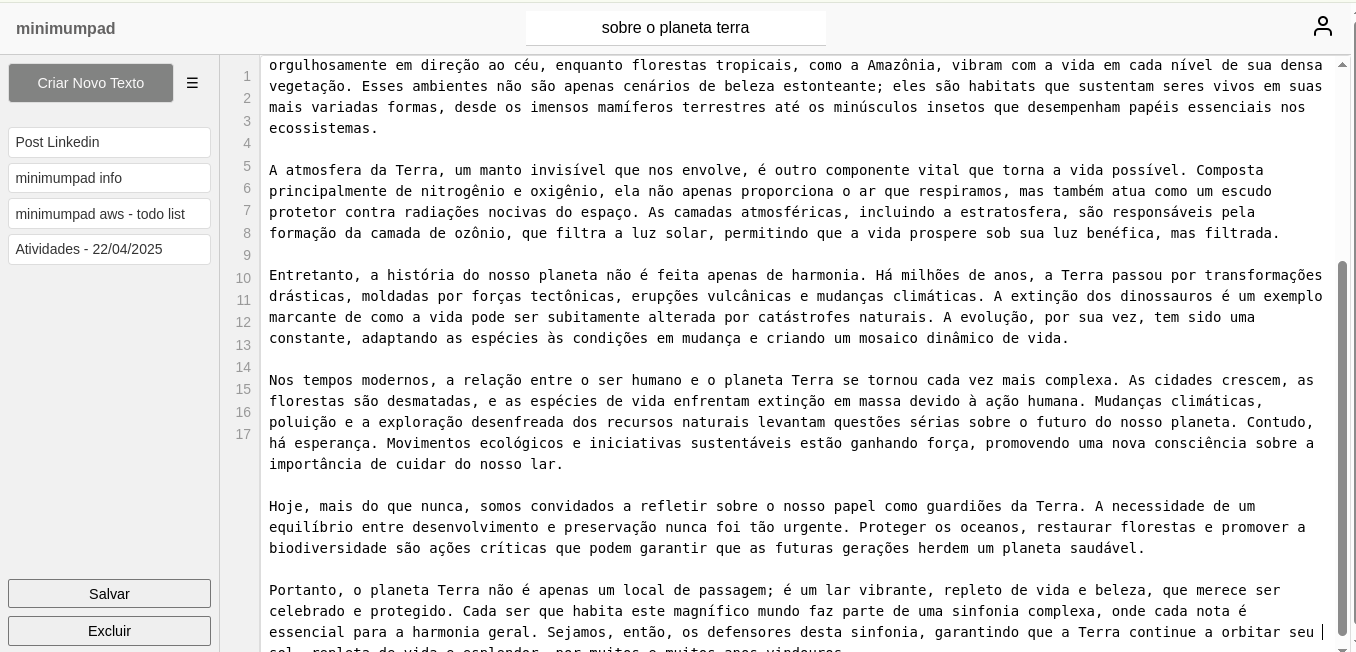 minimumpad
sobre o planeta terra
Criar Novo Texto
☰
Post Linkedin
minimumpad info
minimumpad aws - todo list
Atividades - 22/04/2025
Salvar
Excluir
1
2
3
4
5
6
7
8
9
10
11
12
13
14
15
16
17
orgulhosamente em direção ao céu, enquanto florestas tropicais, como a Amazônia, vibram com a vida em cada nível de sua densa
vegetação. Esses ambientes não são apenas cenários de beleza estonteante; eles são habitats que sustentam seres vivos em suas
mais variadas formas, desde os imensos mamíferos terrestres até os minúsculos insetos que desempenham papéis essenciais nos
ecossistemas.
A atmosfera da Terra, um manto invisível que nos envolve, é outro componente vital que torna a vida possível. Composta
principalmente de nitrogênio e oxigênio, ela não apenas proporciona o ar que respiramos, mas também atua como um escudo
protetor contra radiações nocivas do espaço. As camadas atmosféricas, incluindo a estratosfera, são responsáveis pela
formação da camada de ozônio, que filtra a luz solar, permitindo que a vida prospere sob sua luz benéfica, mas filtrada.
Entretanto, a história do nosso planeta não é feita apenas de harmonia. Há milhões de anos, a Terra passou por transformações
drásticas, moldadas por forças tectônicas, erupções vulcânicas e mudanças climáticas. A extinção dos dinossauros é um exemplo
marcante de como a vida pode ser subitamente alterada por catástrofes naturais. A evolução, por sua vez, tem sido uma
constante, adaptando as espécies às condições em mudança e criando um mosaico dinâmico de vida.
Nos tempos modernos, a relação entre o ser humano e o planeta Terra se tornou cada vez mais complexa. As cidades crescem, as
florestas são desmatadas, e as espécies de vida enfrentam extinção em massa devido à ação humana. Mudanças climáticas,
poluição e a exploração desenfreada dos recursos naturais levantam questões sérias sobre o futuro do nosso planeta. Contudo,
há esperança. Movimentos ecológicos e iniciativas sustentáveis estão ganhando força, promovendo uma nova consciência sobre a
importância de cuidar do nosso lar.
Hoje, mais do que nunca, somos convidados a refletir sobre o nosso papel como guardiões da Terra. A necessidade de um
equilíbrio entre desenvolvimento e preservação nunca foi tão urgente. Proteger os oceanos, restaurar florestas e promover a
biodiversidade são ações críticas que podem garantir que as futuras gerações herdem um planeta saudável.
Portanto, o planeta Terra não é apenas um local de passagem; é um lar vibrante, repleto de vida e beleza, que merece ser
celebrado e protegido. Cada ser que habita este magnífico mundo faz parte de uma sinfonia complexa, onde cada nota é
essencial para a harmonia geral. Sejamos, então, os defensores desta sinfonia, garantindo que a Terra continue a orbitar seu
sol, repleta de vida e esplendor, por muitos e muitos anos vindouros.